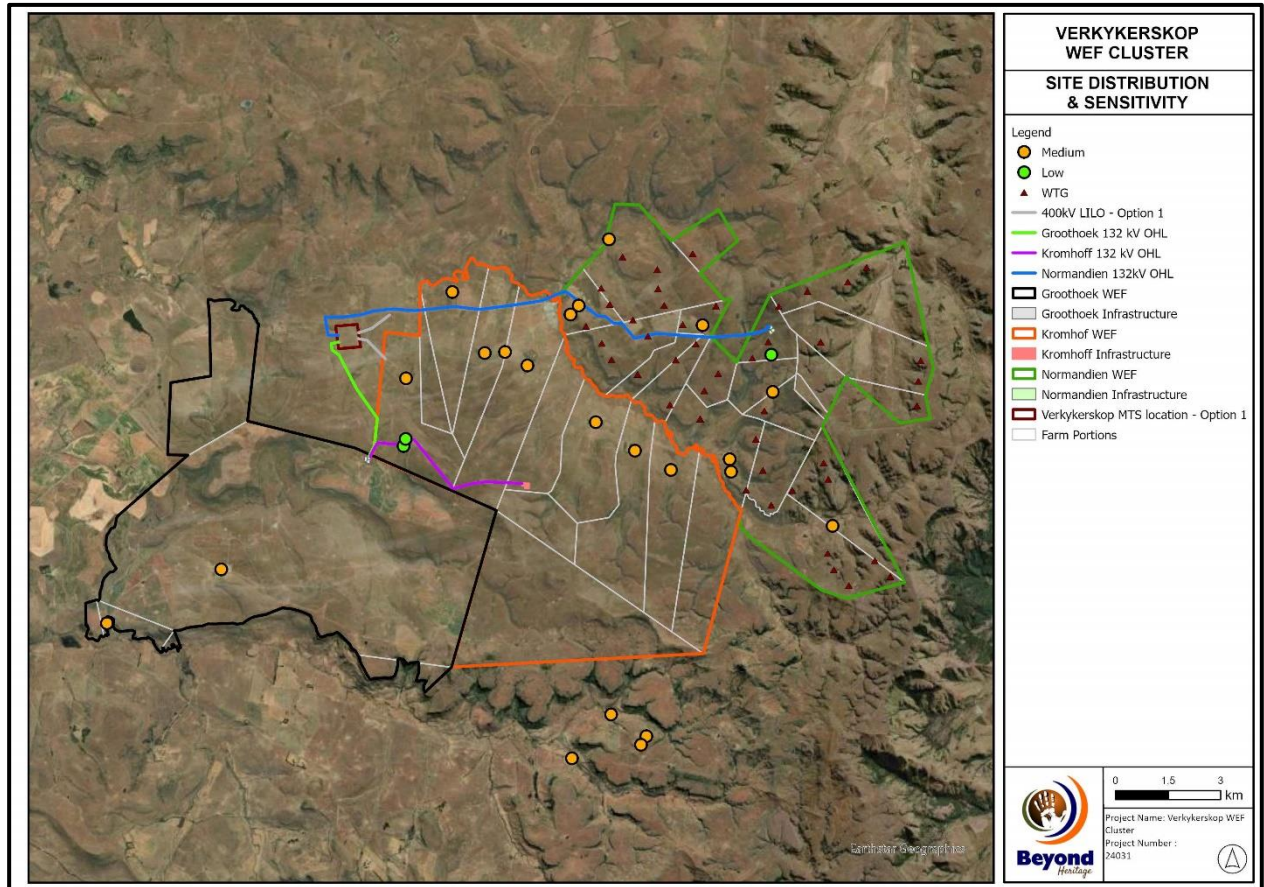 VERKYKERSKOP
WEF CLUSTER
SITE DISTRIBUTION
& SENSITIVITY
Legend
Medium
Low
WTG
400kV LILO - Option 1
Groothoek 132 kV OHL
Kromhoff 132 kV OHL
Normandien 132kV OHL
Groothoek WEF
Groothoek Infrastructure
Kromhof WEF
Kromhoff Infrastructure
Normandien WEF
Normandien Infrastructure
Verkykerskop MTS location - Option 1
Farm Portions
Earthstar Geographics
0 1.5 3
km
Project Name: Verkykerskop WEF
Cluster
Project Number :
24031
Beyond
Heritage